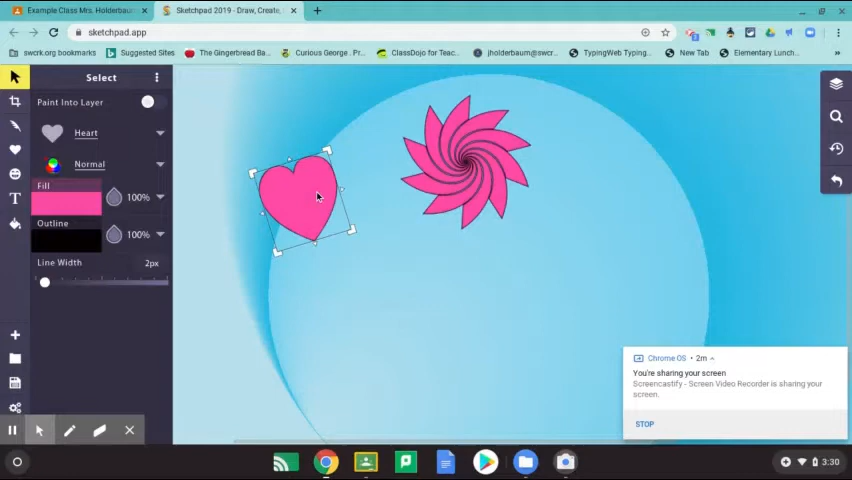 Example Class Mrs. Holderbaum
Sketchpad 2019 - Draw, Create,
sketchpad.app
swcrk.org bookmarks
Suggested Sites
The Gingerbread Ba...
Curious George . Pr...
ClassDojo for Teac...
jholderbaum@swcr...
TypingWeb Typing...
New Tab
Elementary Lunch...
Select
Paint Into Layer
Heart
Normal
Fill
100%
Outline
100%
Line Width
2px
T
Chrome OS • 2m
You're sharing your screen
Screencastify - Screen Video Recorder is sharing your
screen.
STOP
3:30